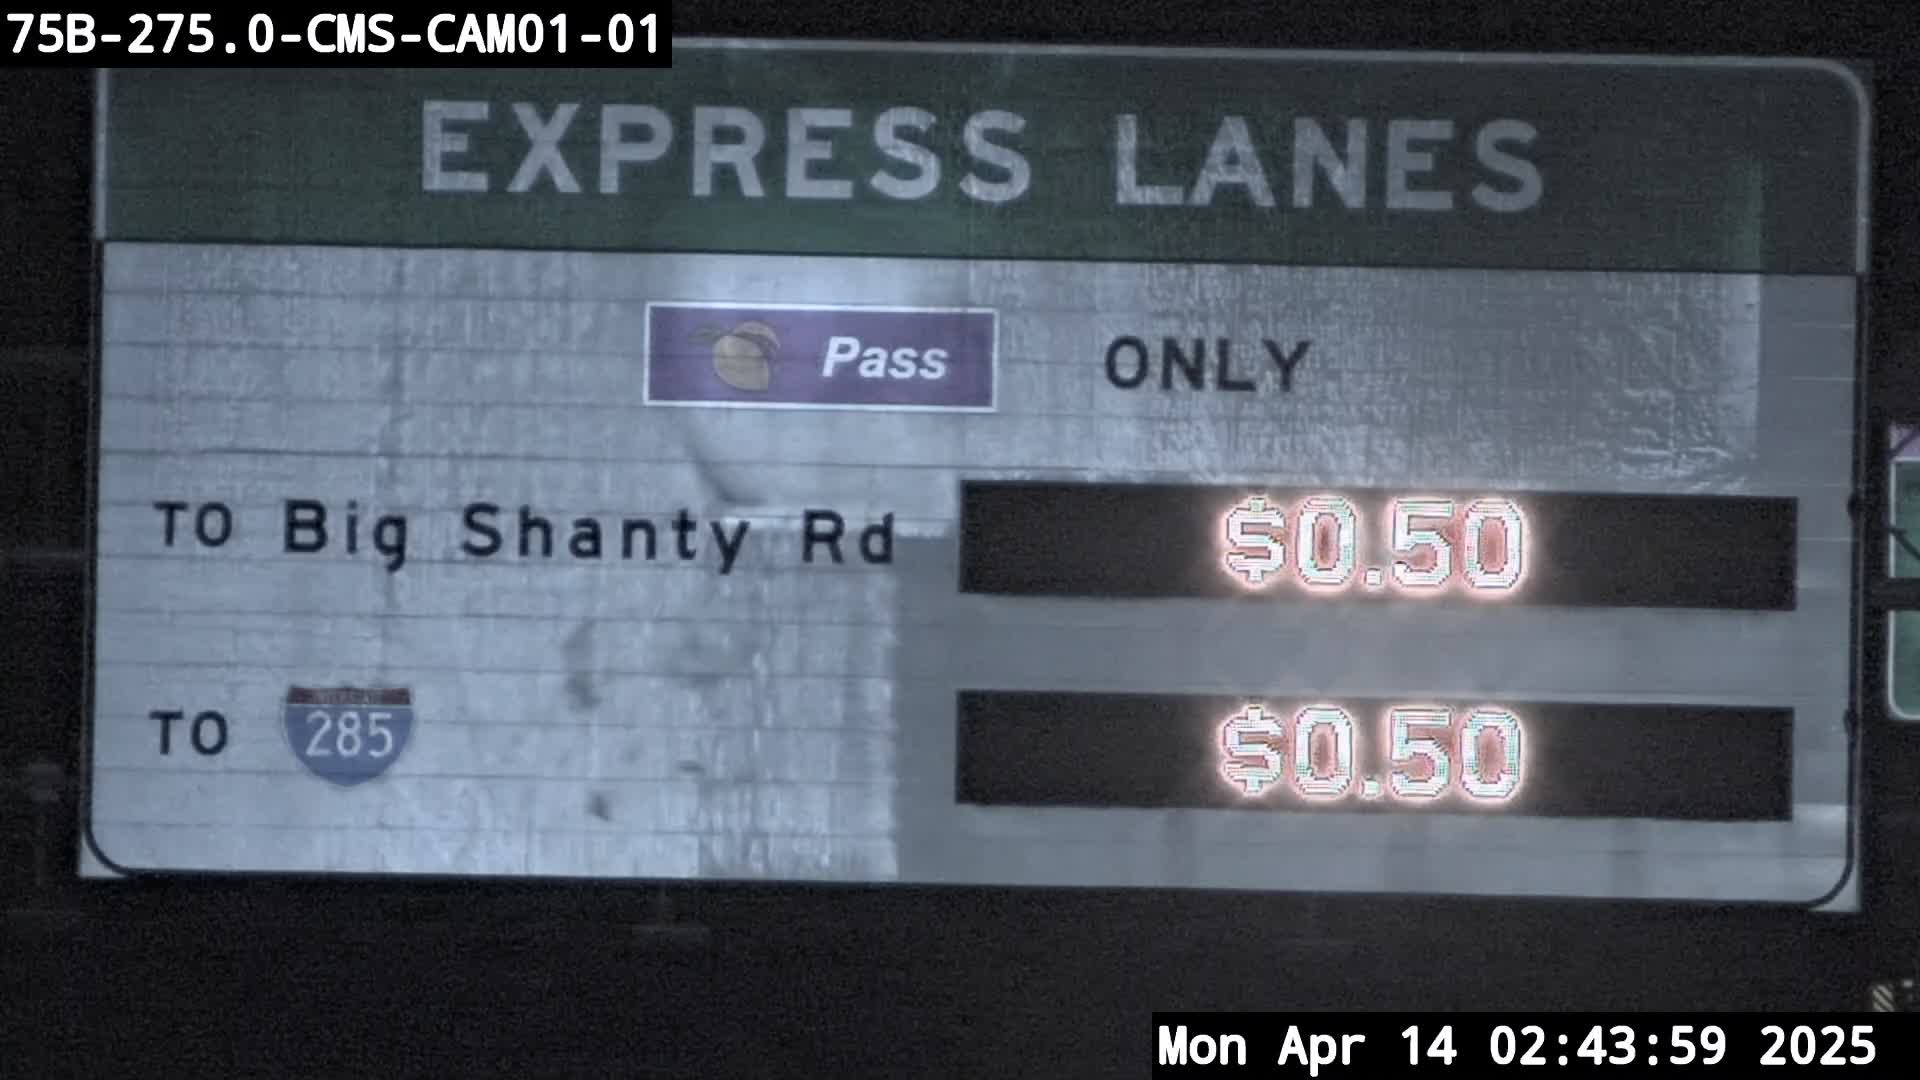 75B-275.0-CMS-CAM01-01
EXPRESS LANES
Pass ONLY
TO Big Shanty Rd $0.50
TO 285 $0.50
Mon Apr 14 02:43:59 2025